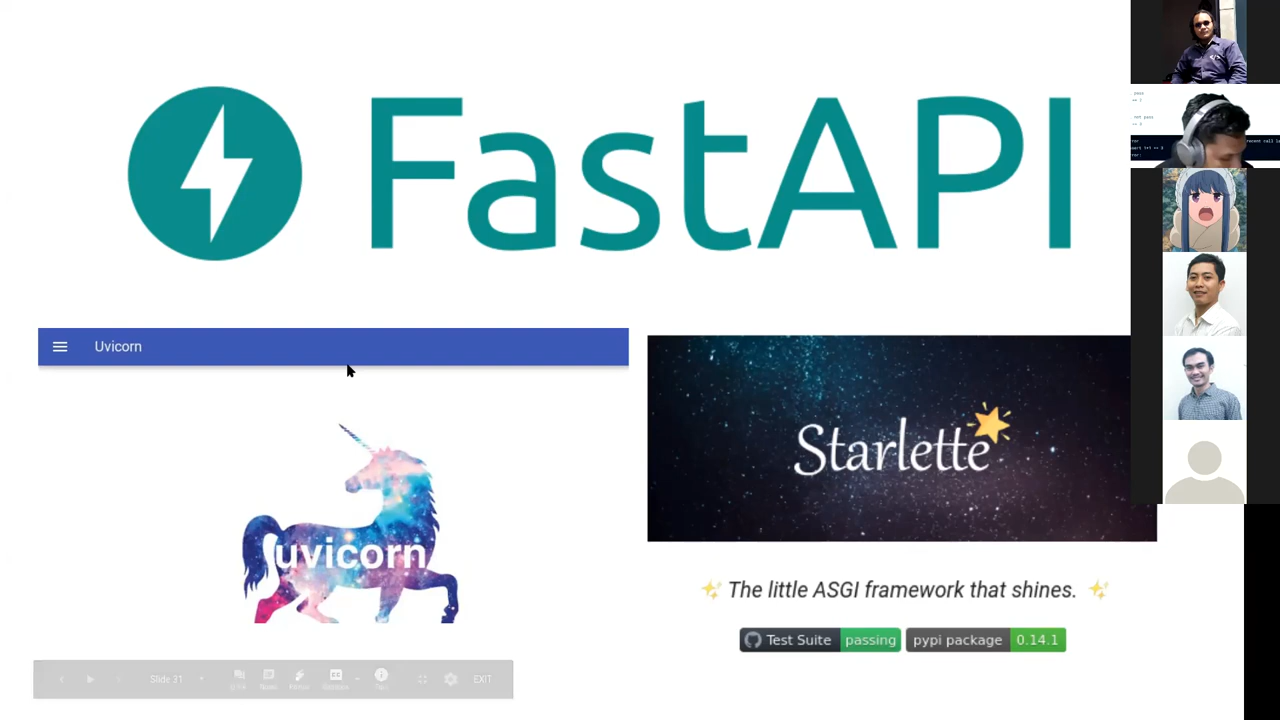 FastAPI
Uvicorn
uvicorn
Starlette
The little ASGI framework that shines.
Test Suite passing pypi package 0.14.1
Slide 31
EXIT